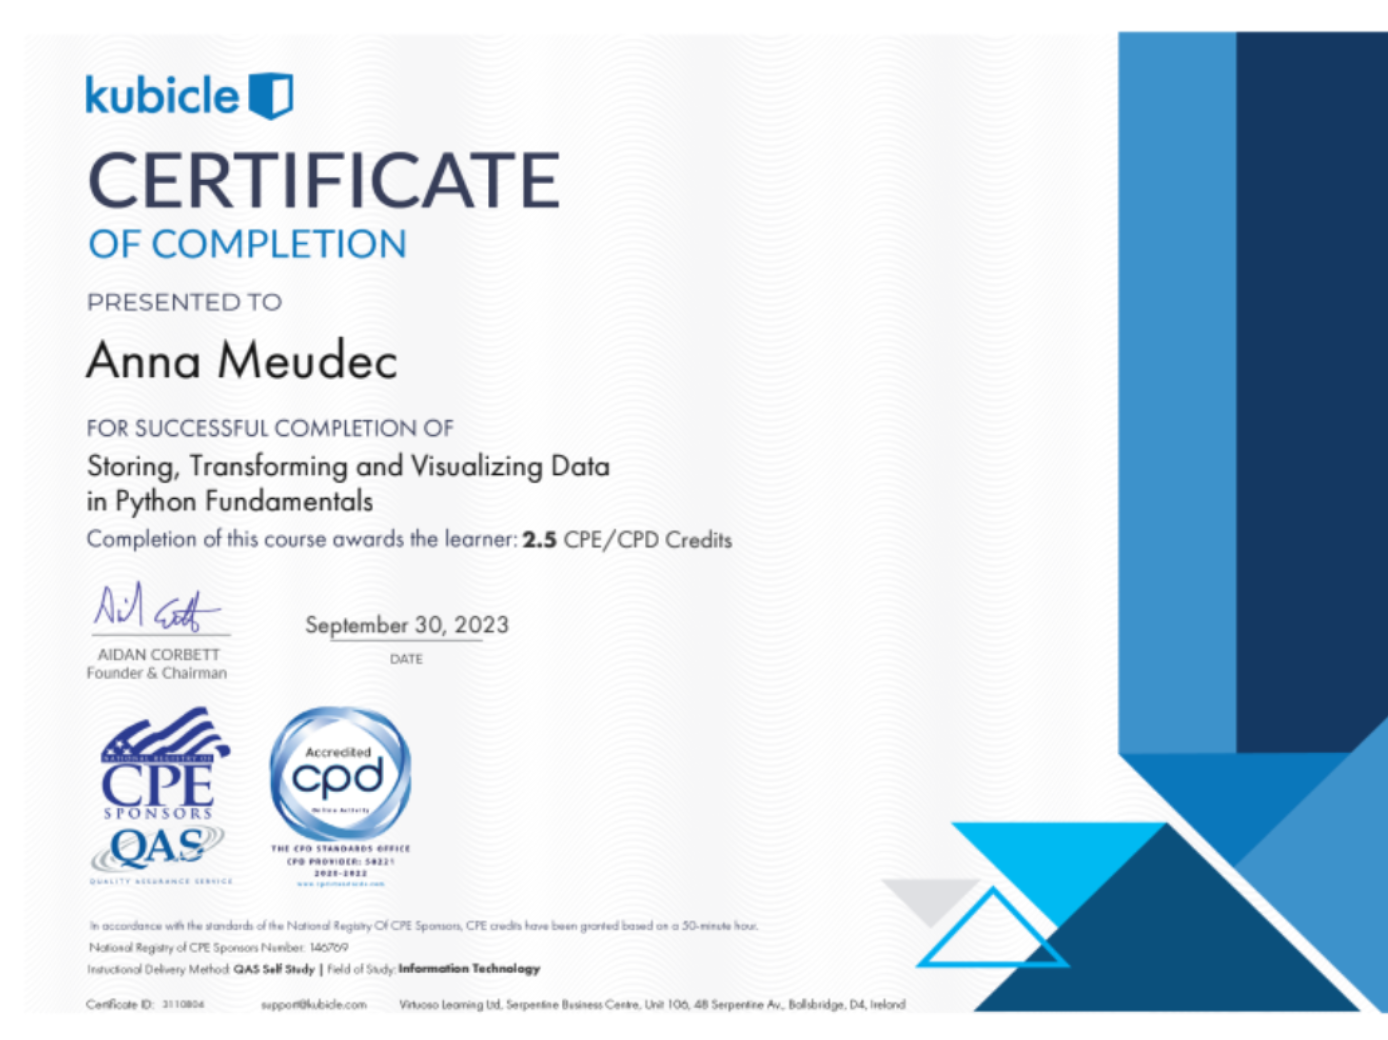 kubicle
CERTIFICATE
OF COMPLETION
PRESENTED TO
Anna Meudec
FOR SUCCESSFUL COMPLETION OF
Storing, Transforming and Visualizing Data
in Python Fundamentals
Completion of this course awards the learner: 2.5 CPE/CPD Credits
September 30, 2023
AIDAN CORBETT
Founder & Chairman
DATE
NATIONAL REGISTRY OF
CPE
SPONSORS
QAS
QUALITY ASSURANCE SERVICE
Accredited
cpd
THE CPD STANDARDS OFFICE
CPD PROVIDER: 50221
2020-2022
www.cpdstandards.com
In accordance with the standards of the National Registry Of CPE Sponsors, CPE credits have been granted based on a 50-minute hour.
National Registry of CPE Sponsors Number: 146769
Instuctional Delivery Method: QAS Self Study | Field of Study: Information Technology
Certificate ID: 3110804 support@kubicle.com Virtuoso Learning Ltd, Serpentine Business Centre, Unit 106, 4B Serpentine Av., Ballsbridge, D4, Ireland